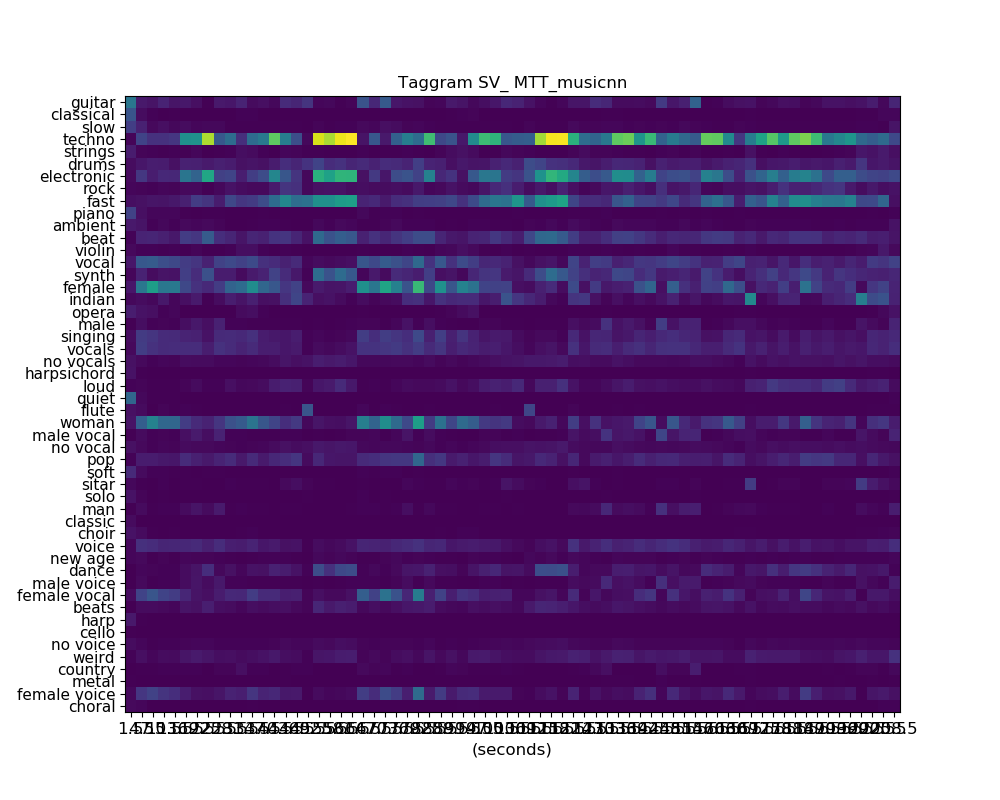 Taggram SV_ MTT_musicnn
guitar
classical
slow
techno
strings
drums
electronic
rock
fast
piano
ambient
beat
violin
vocal
synth
female
indian
opera
male
singing
vocals
no vocals
harpsichord
loud
quiet
flute
woman
male vocal
no vocal
pop
soft
sitar
solo
man
classic
choir
voice
new age
dance
male voice
female vocal
beats
harp
cello
no voice
weird
country
metal
female voice
choral
(seconds)